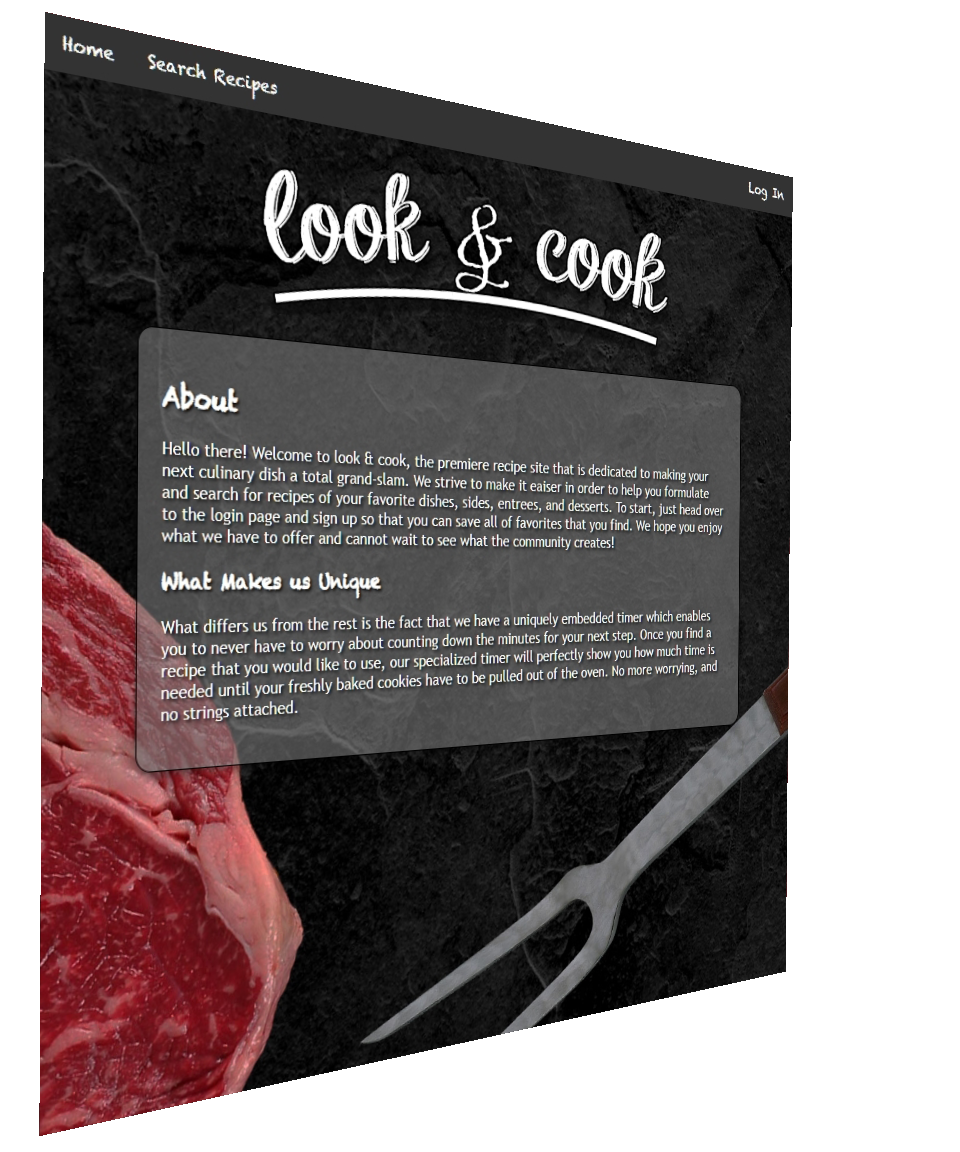 Home Search Recipes
Log In
look & cook
About
Hello there! Welcome to look & cook, the premiere recipe site that is dedicated to making your
next culinary dish a total grand-slam. We strive to make it eaiser in order to help you formulate
and search for recipes of your favorite dishes, sides, entrees, and desserts. To start, just head over
to the login page and sign up so that you can save all of favorites that you find. We hope you enjoy
what we have to offer and cannot wait to see what the community creates!
What Makes us Unique
What differs us from the rest is the fact that we have a uniquely embedded timer which enables
you to never have to worry about counting down the minutes for your next step. Once you find a
recipe that you would like to use, our specialized timer will perfectly show you how much time is
needed until your freshly baked cookies have to be pulled out of the oven. No more worrying, and
no strings attached.